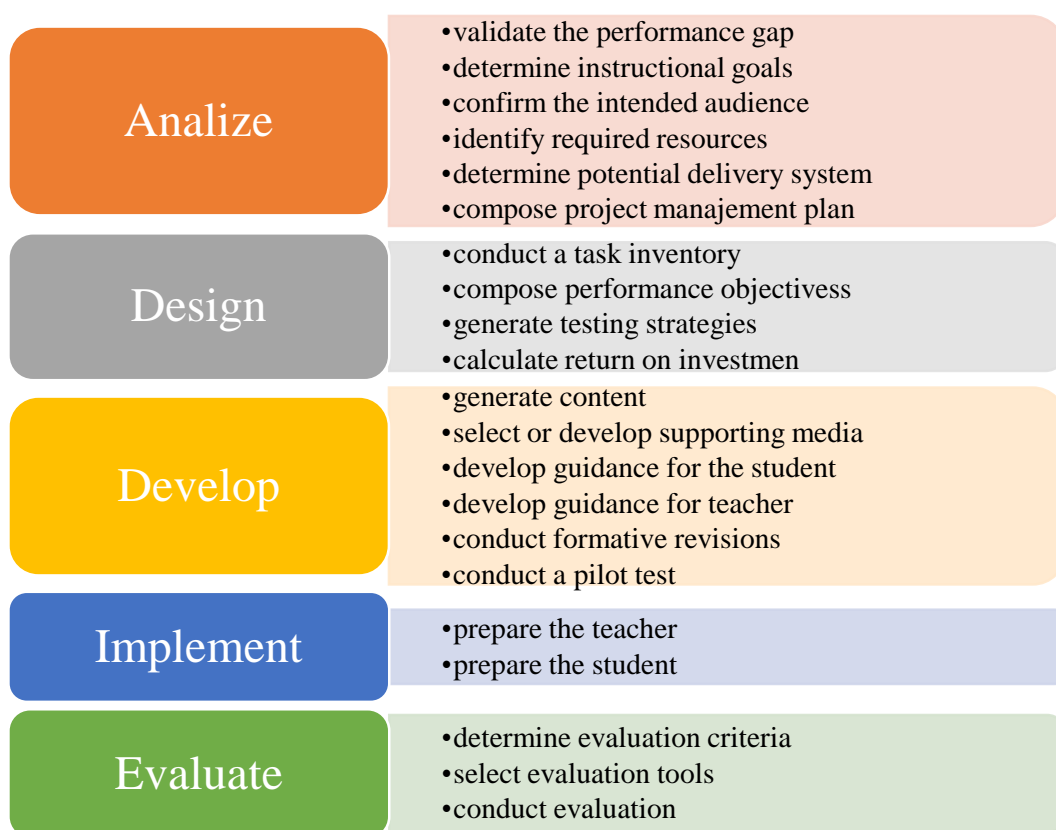 Analize
•validate the performance gap
•determine instructional goals
•confirm the intended audience
•identify required resources
•determine potential delivery system
•compose project manajement plan
Design
•conduct a task inventory
•compose performance objectivess
•generate testing strategies
•calculate return on investmen
Develop
•generate content
•select or develop supporting media
•develop guidance for the student
•develop guidance for teacher
•conduct formative revisions
•conduct a pilot test
Implement
•prepare the teacher
•prepare the student
Evaluate
•determine evaluation criteria
•select evaluation tools
•conduct evaluation